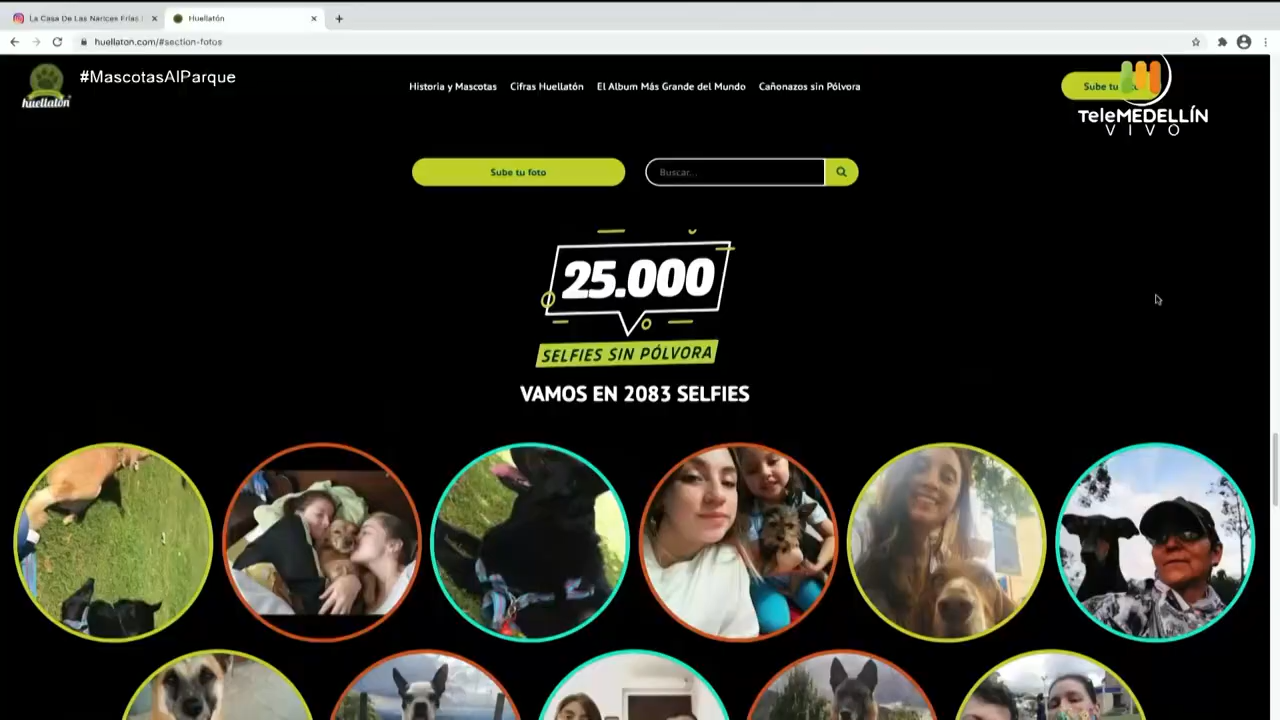 La Casa De Las Narices Frías
Huellatón
huellaton.com/#section-fotos
huellatón
#MascotasAlParque
Historia y Mascotas
Cifras Huellatón
El Album Más Grande del Mundo
Cañonazos sin Pólvora
Sube tu
TeleMEDELLÍN
VIVO
Sube tu foto
Buscar...
25.000
SELFIES SIN PÓLVORA
VAMOS EN 2083 SELFIES